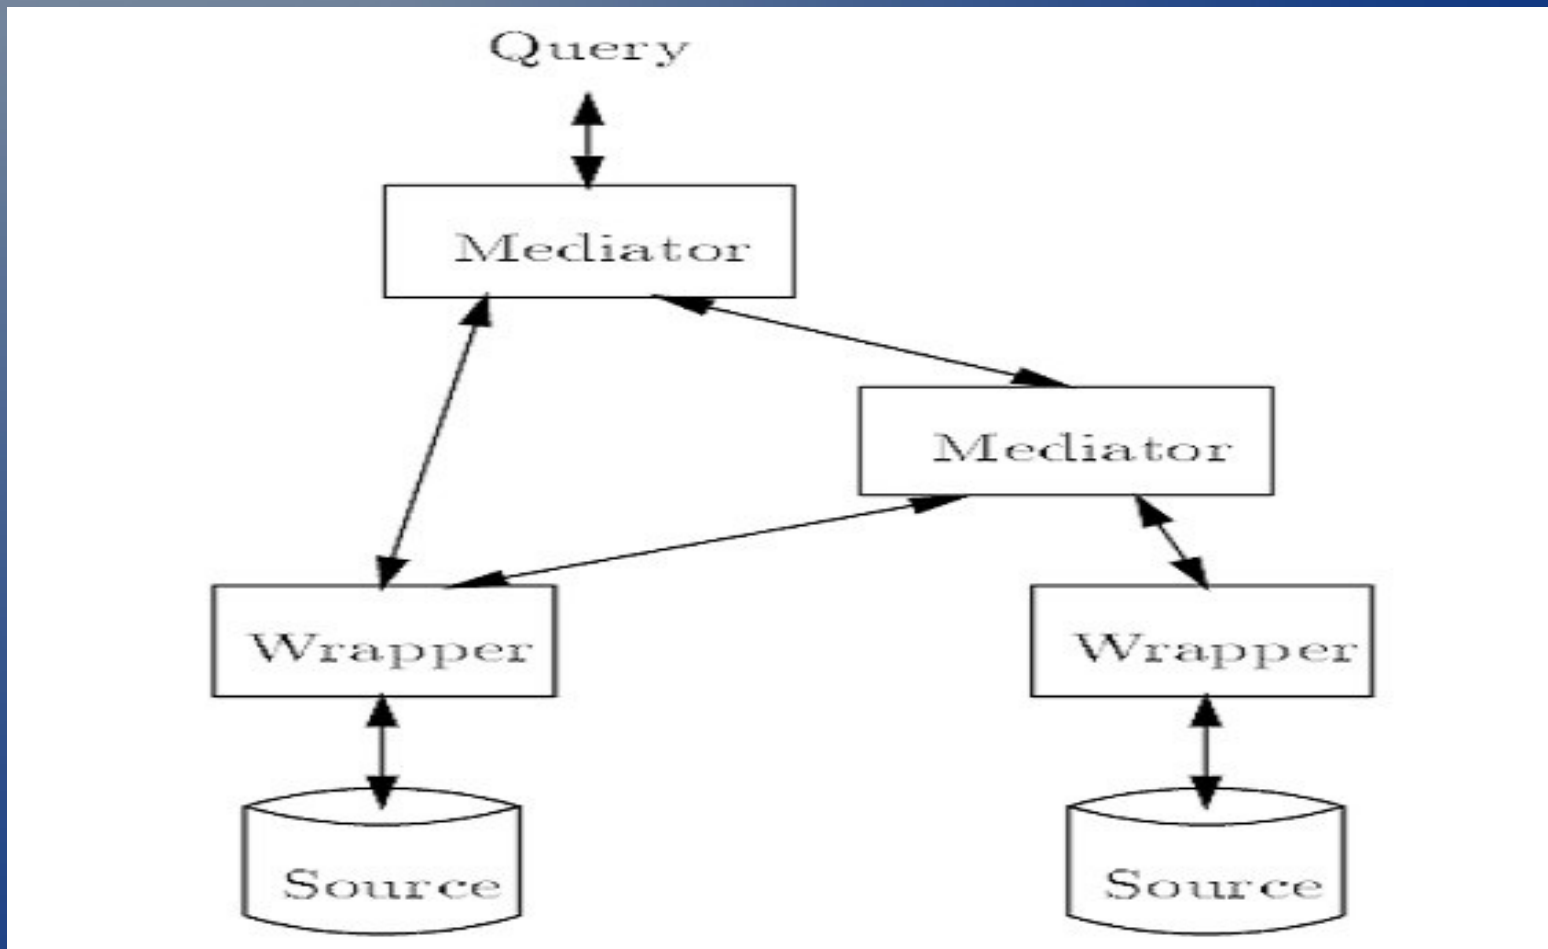 Query
Mediator
Mediator
Wrapper
Wrapper
Source
Source